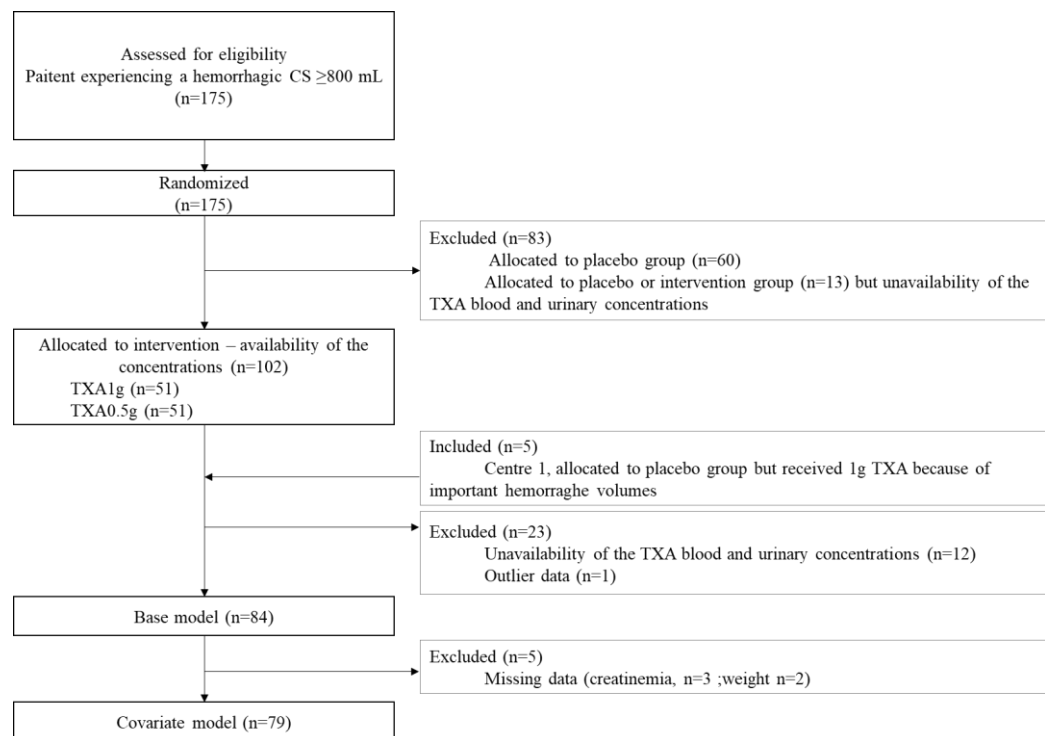 Assessed for eligibility
Paitent experiencing a hemorrhagic CS ≥800 mL
(n=175)
Randomized
(n=175)
Excluded (n=83)
Allocated to placebo group (n=60)
Allocated to placebo or intervention group (n=13) but unavailability of the
TXA blood and urinary concentrations
Allocated to intervention – availability of the
concentrations (n=102)
TXA1g (n=51)
TXA0.5g (n=51)
Included (n=5)
Centre 1, allocated to placebo group but received 1g TXA because of
important hemorraghe volumes
Excluded (n=23)
Unavailability of the TXA blood and urinary concentrations (n=12)
Outlier data (n=1)
Base model (n=84)
Excluded (n=5)
Missing data (creatinemia, n=3 ;weight n=2)
Covariate model (n=79)